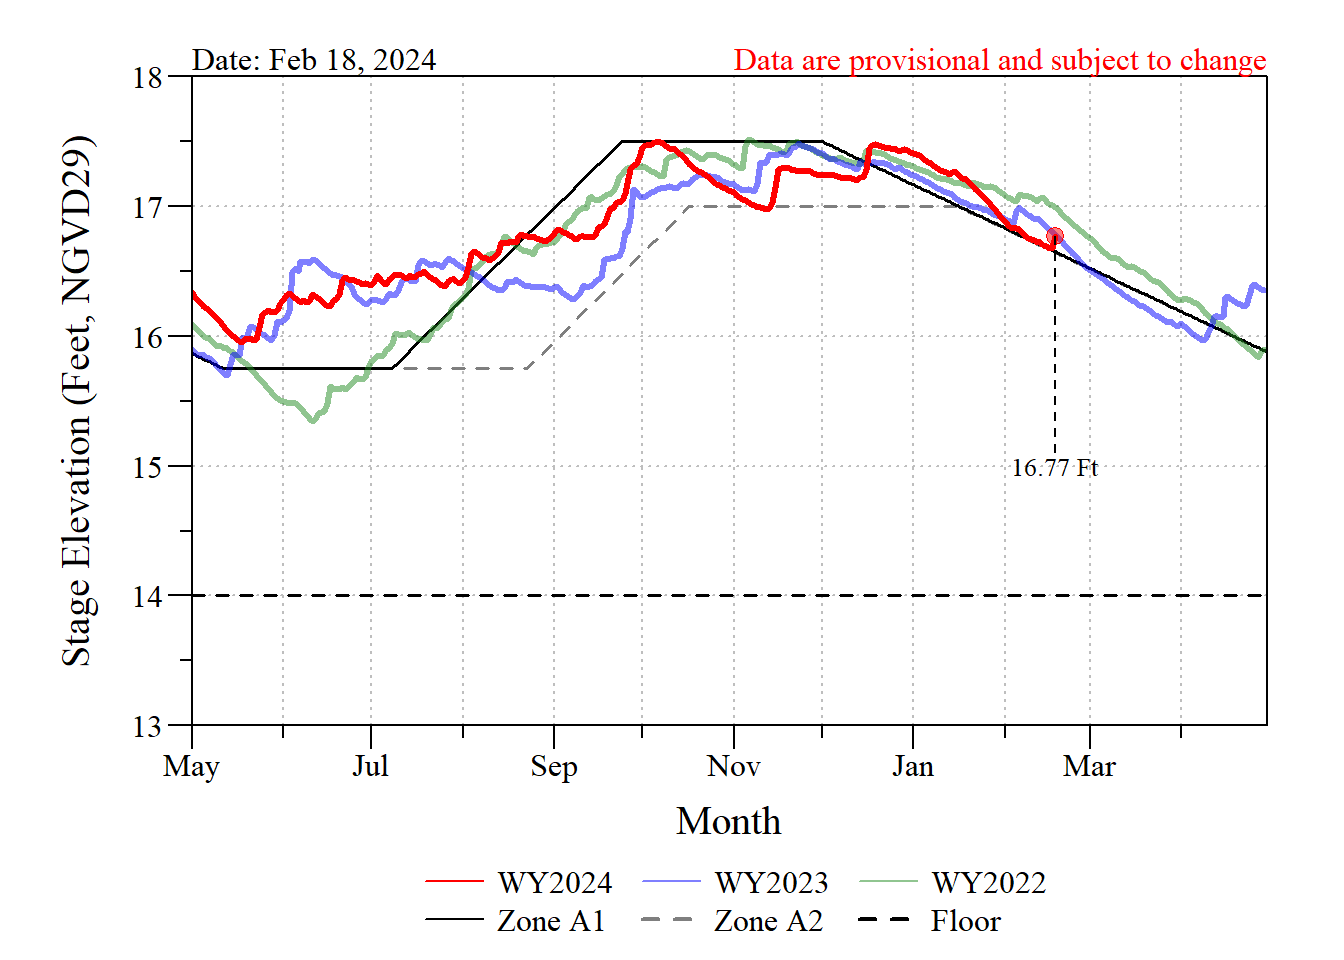 Date: Feb 18, 2024 Data are provisional and subject to change
18
17
16
15
14
13
Stage Elevation (Feet, NGVD29)
16.77 Ft
May Jul Sep Nov Jan Mar
Month
WY2024 WY2023 WY2022
Zone A1 Zone A2 Floor